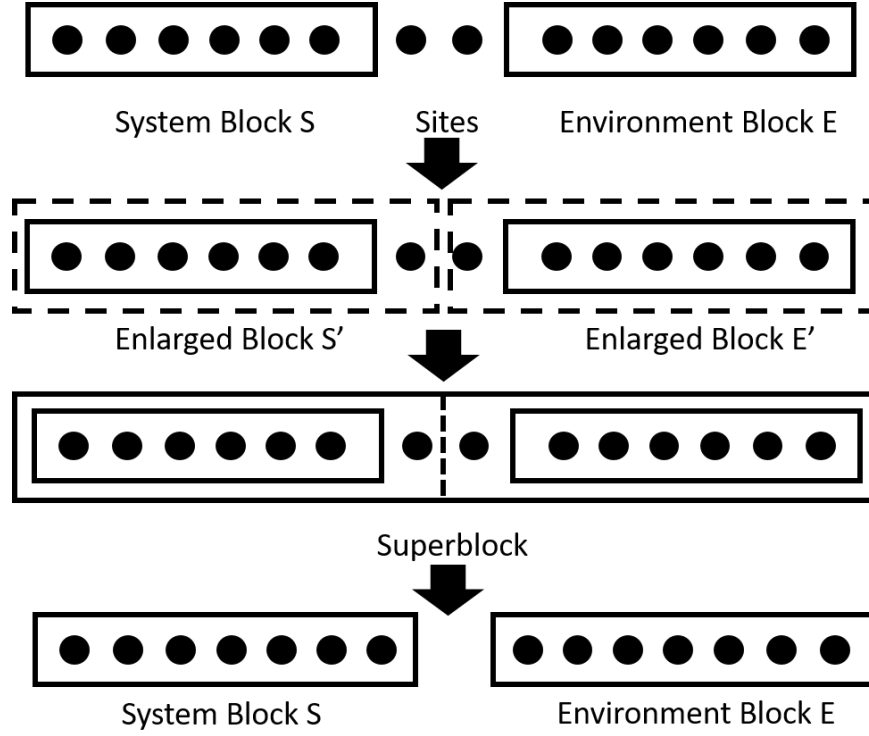 System Block S Sites Environment Block E
Enlarged Block S’ Enlarged Block E’
Superblock
System Block S Environment Block E